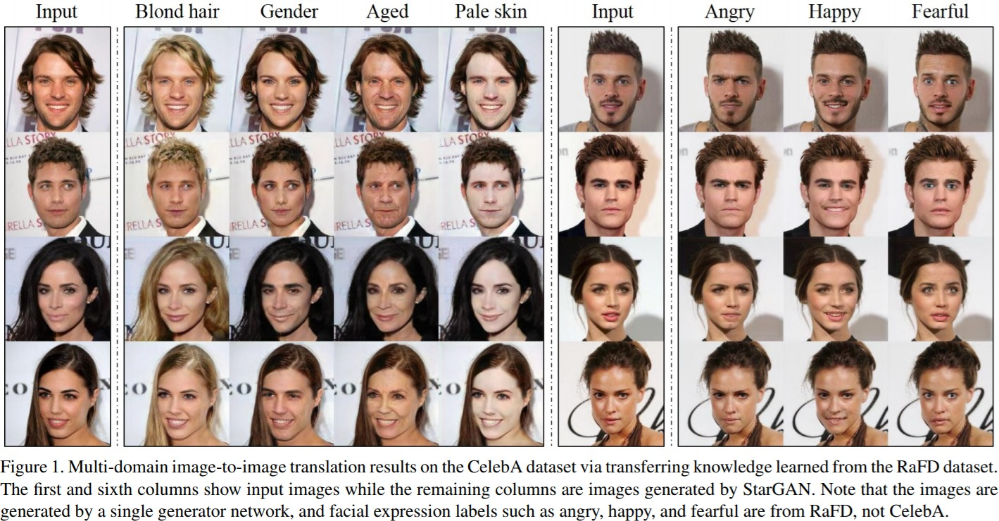 Input Blond hair Gender Aged Pale skin Input Angry Happy Fearful
LLA STORY
RELLA S
Figure 1. Multi-domain image-to-image translation results on the CelebA dataset via transferring knowledge learned from the RaFD dataset.
The first and sixth columns show input images while the remaining columns are images generated by StarGAN. Note that the images are
generated by a single generator network, and facial expression labels such as angry, happy, and fearful are from RaFD, not CelebA.